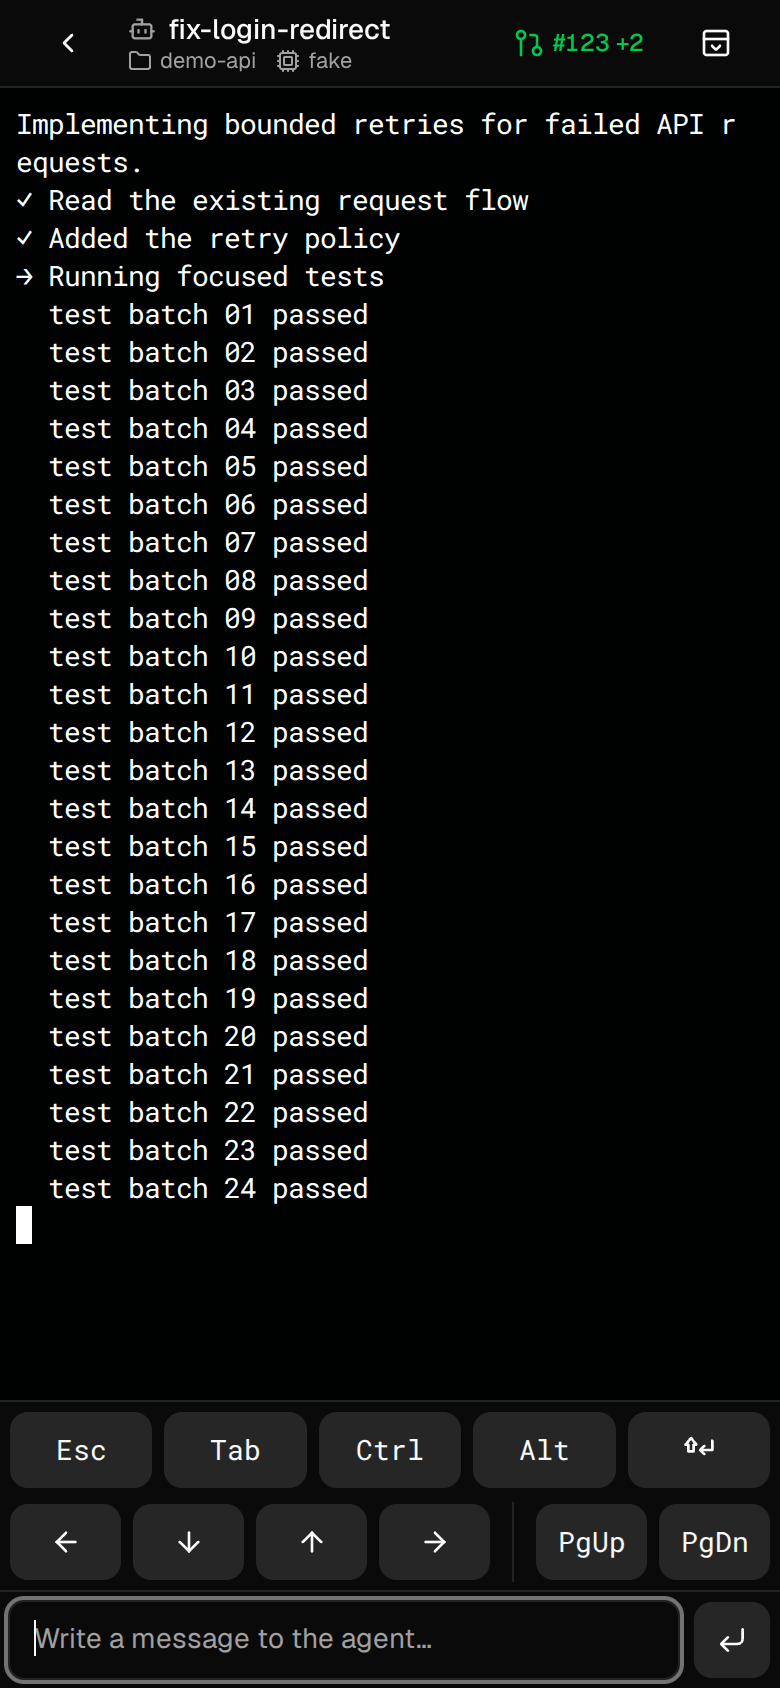 fix-login-redirect
demo-api fake
#123 +2
Implementing bounded retries for failed API r
equests.
✓ Read the existing request flow
✓ Added the retry policy
→ Running focused tests
test batch 01 passed
test batch 02 passed
test batch 03 passed
test batch 04 passed
test batch 05 passed
test batch 06 passed
test batch 07 passed
test batch 08 passed
test batch 09 passed
test batch 10 passed
test batch 11 passed
test batch 12 passed
test batch 13 passed
test batch 14 passed
test batch 15 passed
test batch 16 passed
test batch 17 passed
test batch 18 passed
test batch 19 passed
test batch 20 passed
test batch 21 passed
test batch 22 passed
test batch 23 passed
test batch 24 passed
Esc Tab Ctrl Alt
← ↓ ↑ → PgUp PgDn
Write a message to the agent…